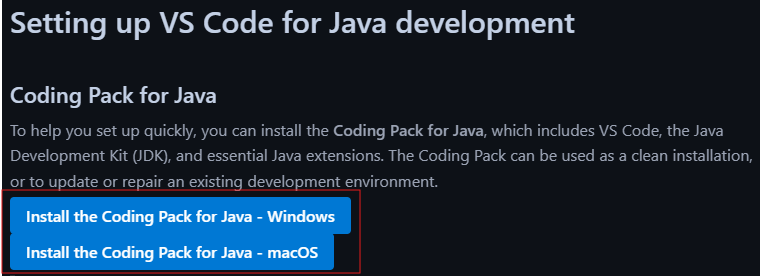 Setting up VS Code for Java development
Coding Pack for Java
To help you set up quickly, you can install the Coding Pack for Java, which includes VS Code, the Java
Development Kit (JDK), and essential Java extensions. The Coding Pack can be used as a clean installation,
or to update or repair an existing development environment.
Install the Coding Pack for Java - Windows
Install the Coding Pack for Java - macOS